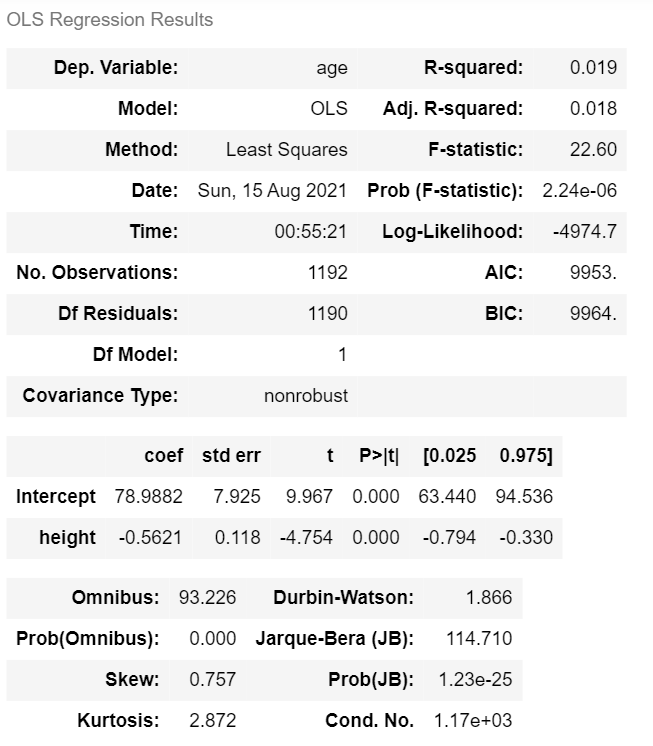 OLS Regression Results
Dep. Variable: age R-squared: 0.019
Model: OLS Adj. R-squared: 0.018
Method: Least Squares F-statistic: 22.60
Date: Sun, 15 Aug 2021 Prob (F-statistic): 2.24e-06
Time: 00:55:21 Log-Likelihood: -4974.7
No. Observations: 1192 AIC: 9953.
Df Residuals: 1190 BIC: 9964.
Df Model: 1
Covariance Type: nonrobust
coef std err t P>|t| [0.025 0.975]
Intercept 78.9882 7.925 9.967 0.000 63.440 94.536
height -0.5621 0.118 -4.754 0.000 -0.794 -0.330
Omnibus: 93.226 Durbin-Watson: 1.866
Prob(Omnibus): 0.000 Jarque-Bera (JB): 114.710
Skew: 0.757 Prob(JB): 1.23e-25
Kurtosis: 2.872 Cond. No. 1.17e+03